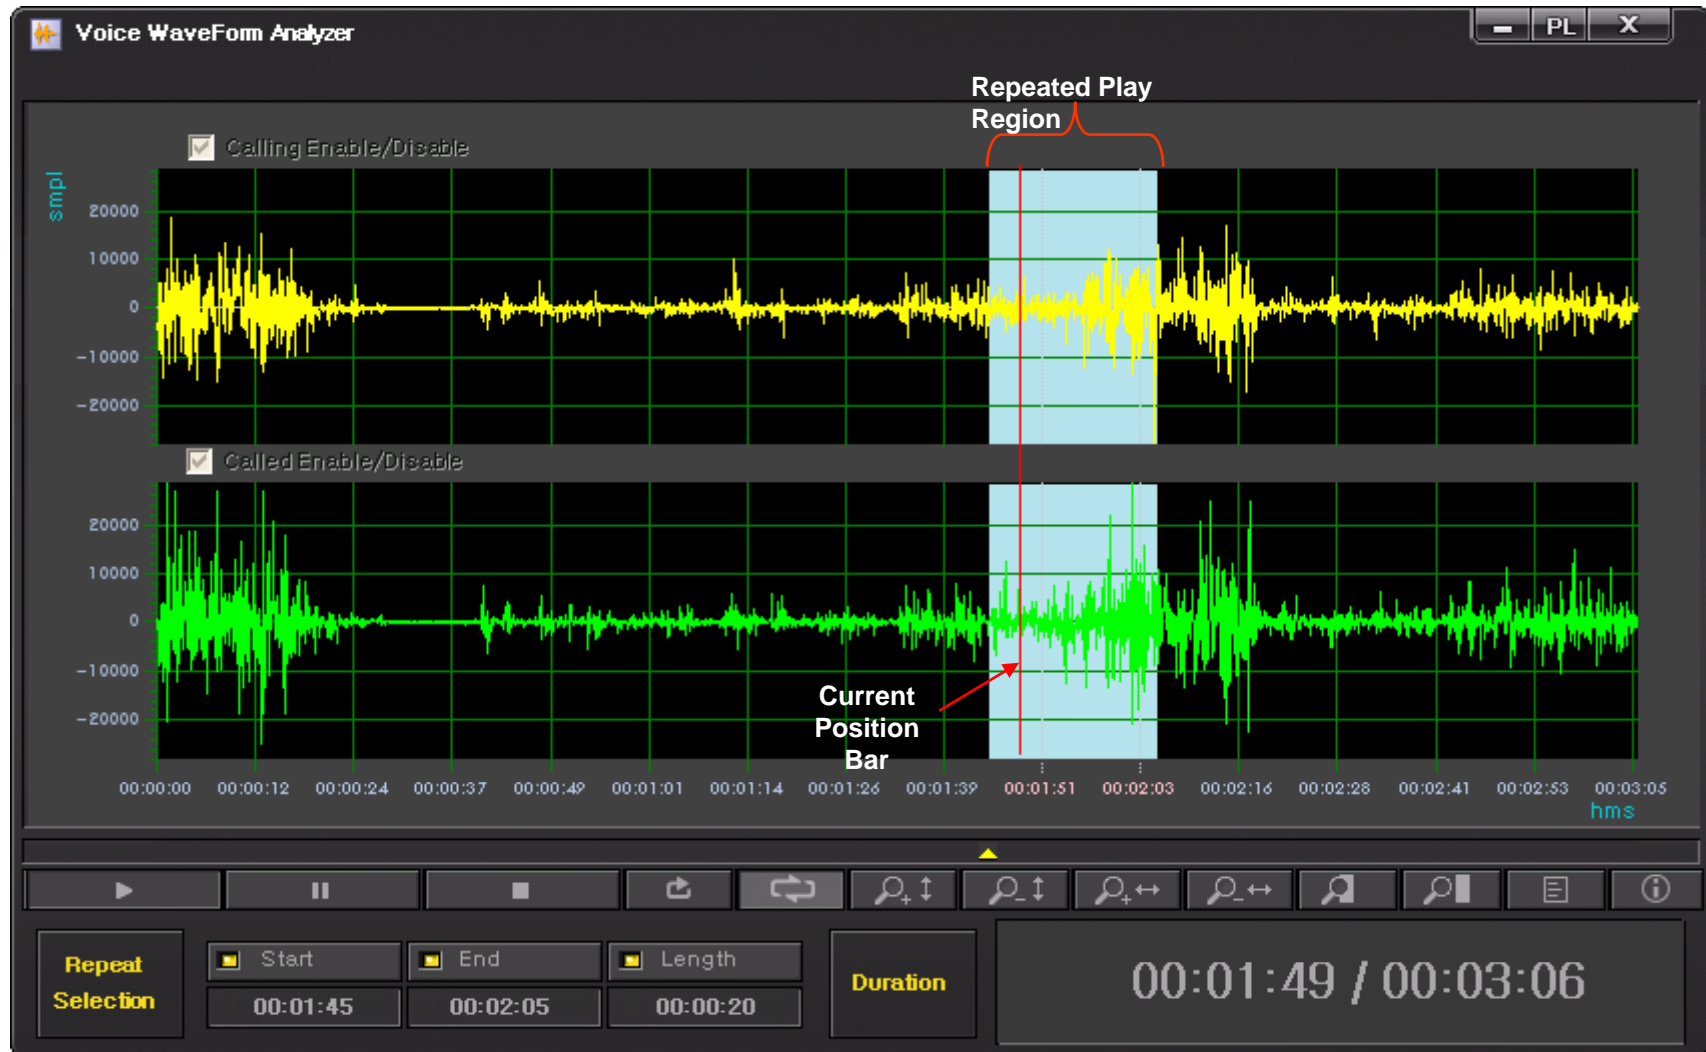 Voice WaveForm Analyzer
PL X
Repeated Play
Region
Calling Enable/Disable
smpl
20000
10000
0
-10000
-20000
Called Enable/Disable
20000
10000
0
-10000
-20000
Current
Position
Bar
00:00:00 00:00:12 00:00:24 00:00:37 00:00:49 00:01:01 00:01:14 00:01:26 00:01:39 00:01:51 00:02:03 00:02:16 00:02:28 00:02:41 00:02:53 00:03:05
hms
Repeat
Selection
Start End Length
00:01:45 00:02:05 00:00:20
Duration
00:01:49 / 00:03:06